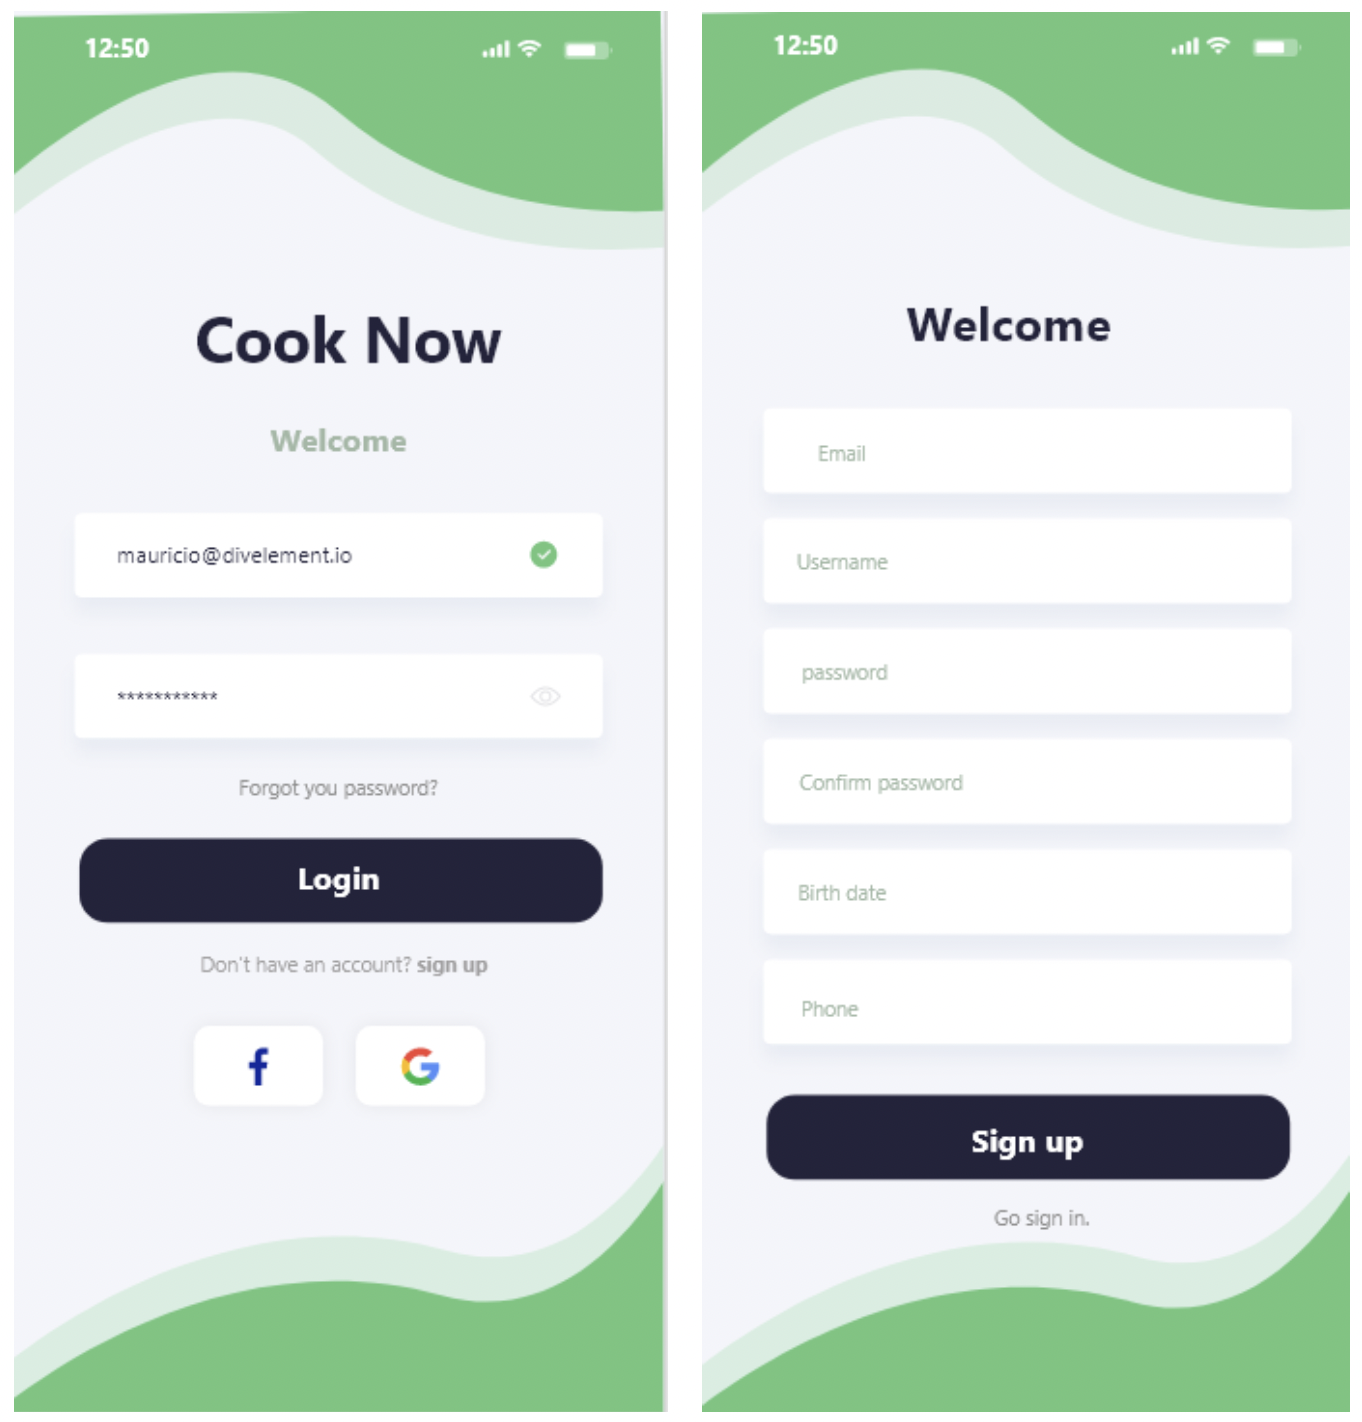 12:50
Cook Now
Welcome
mauricio@divelement.io
***********
Forgot you password?
Login
Don't have an account? sign up
12:50
Welcome
Email
Username
password
Confirm password
Birth date
Phone
Sign up
Go sign in.